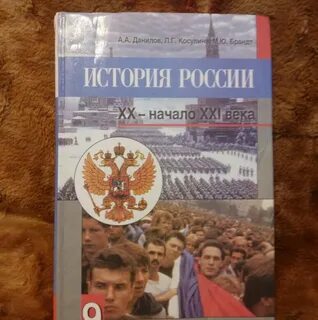 А.А. Данилов, Л.Г. Косулина, М.Ю. Брандт
ИСТОРИЯ РОССИИ
XX – начало XXI века
9